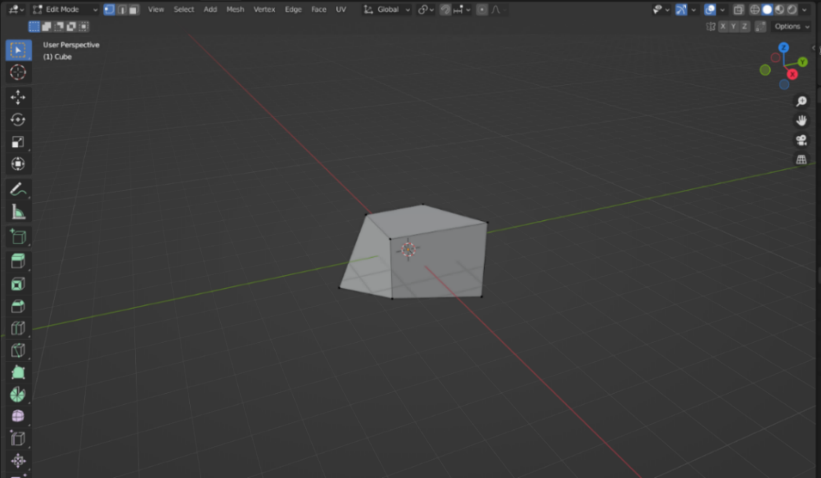 Edit Mode View Select Add Mesh Vertex Edge Face UV Global
X Y Z Options
User Perspective
(1) Cube
Z
Y
X